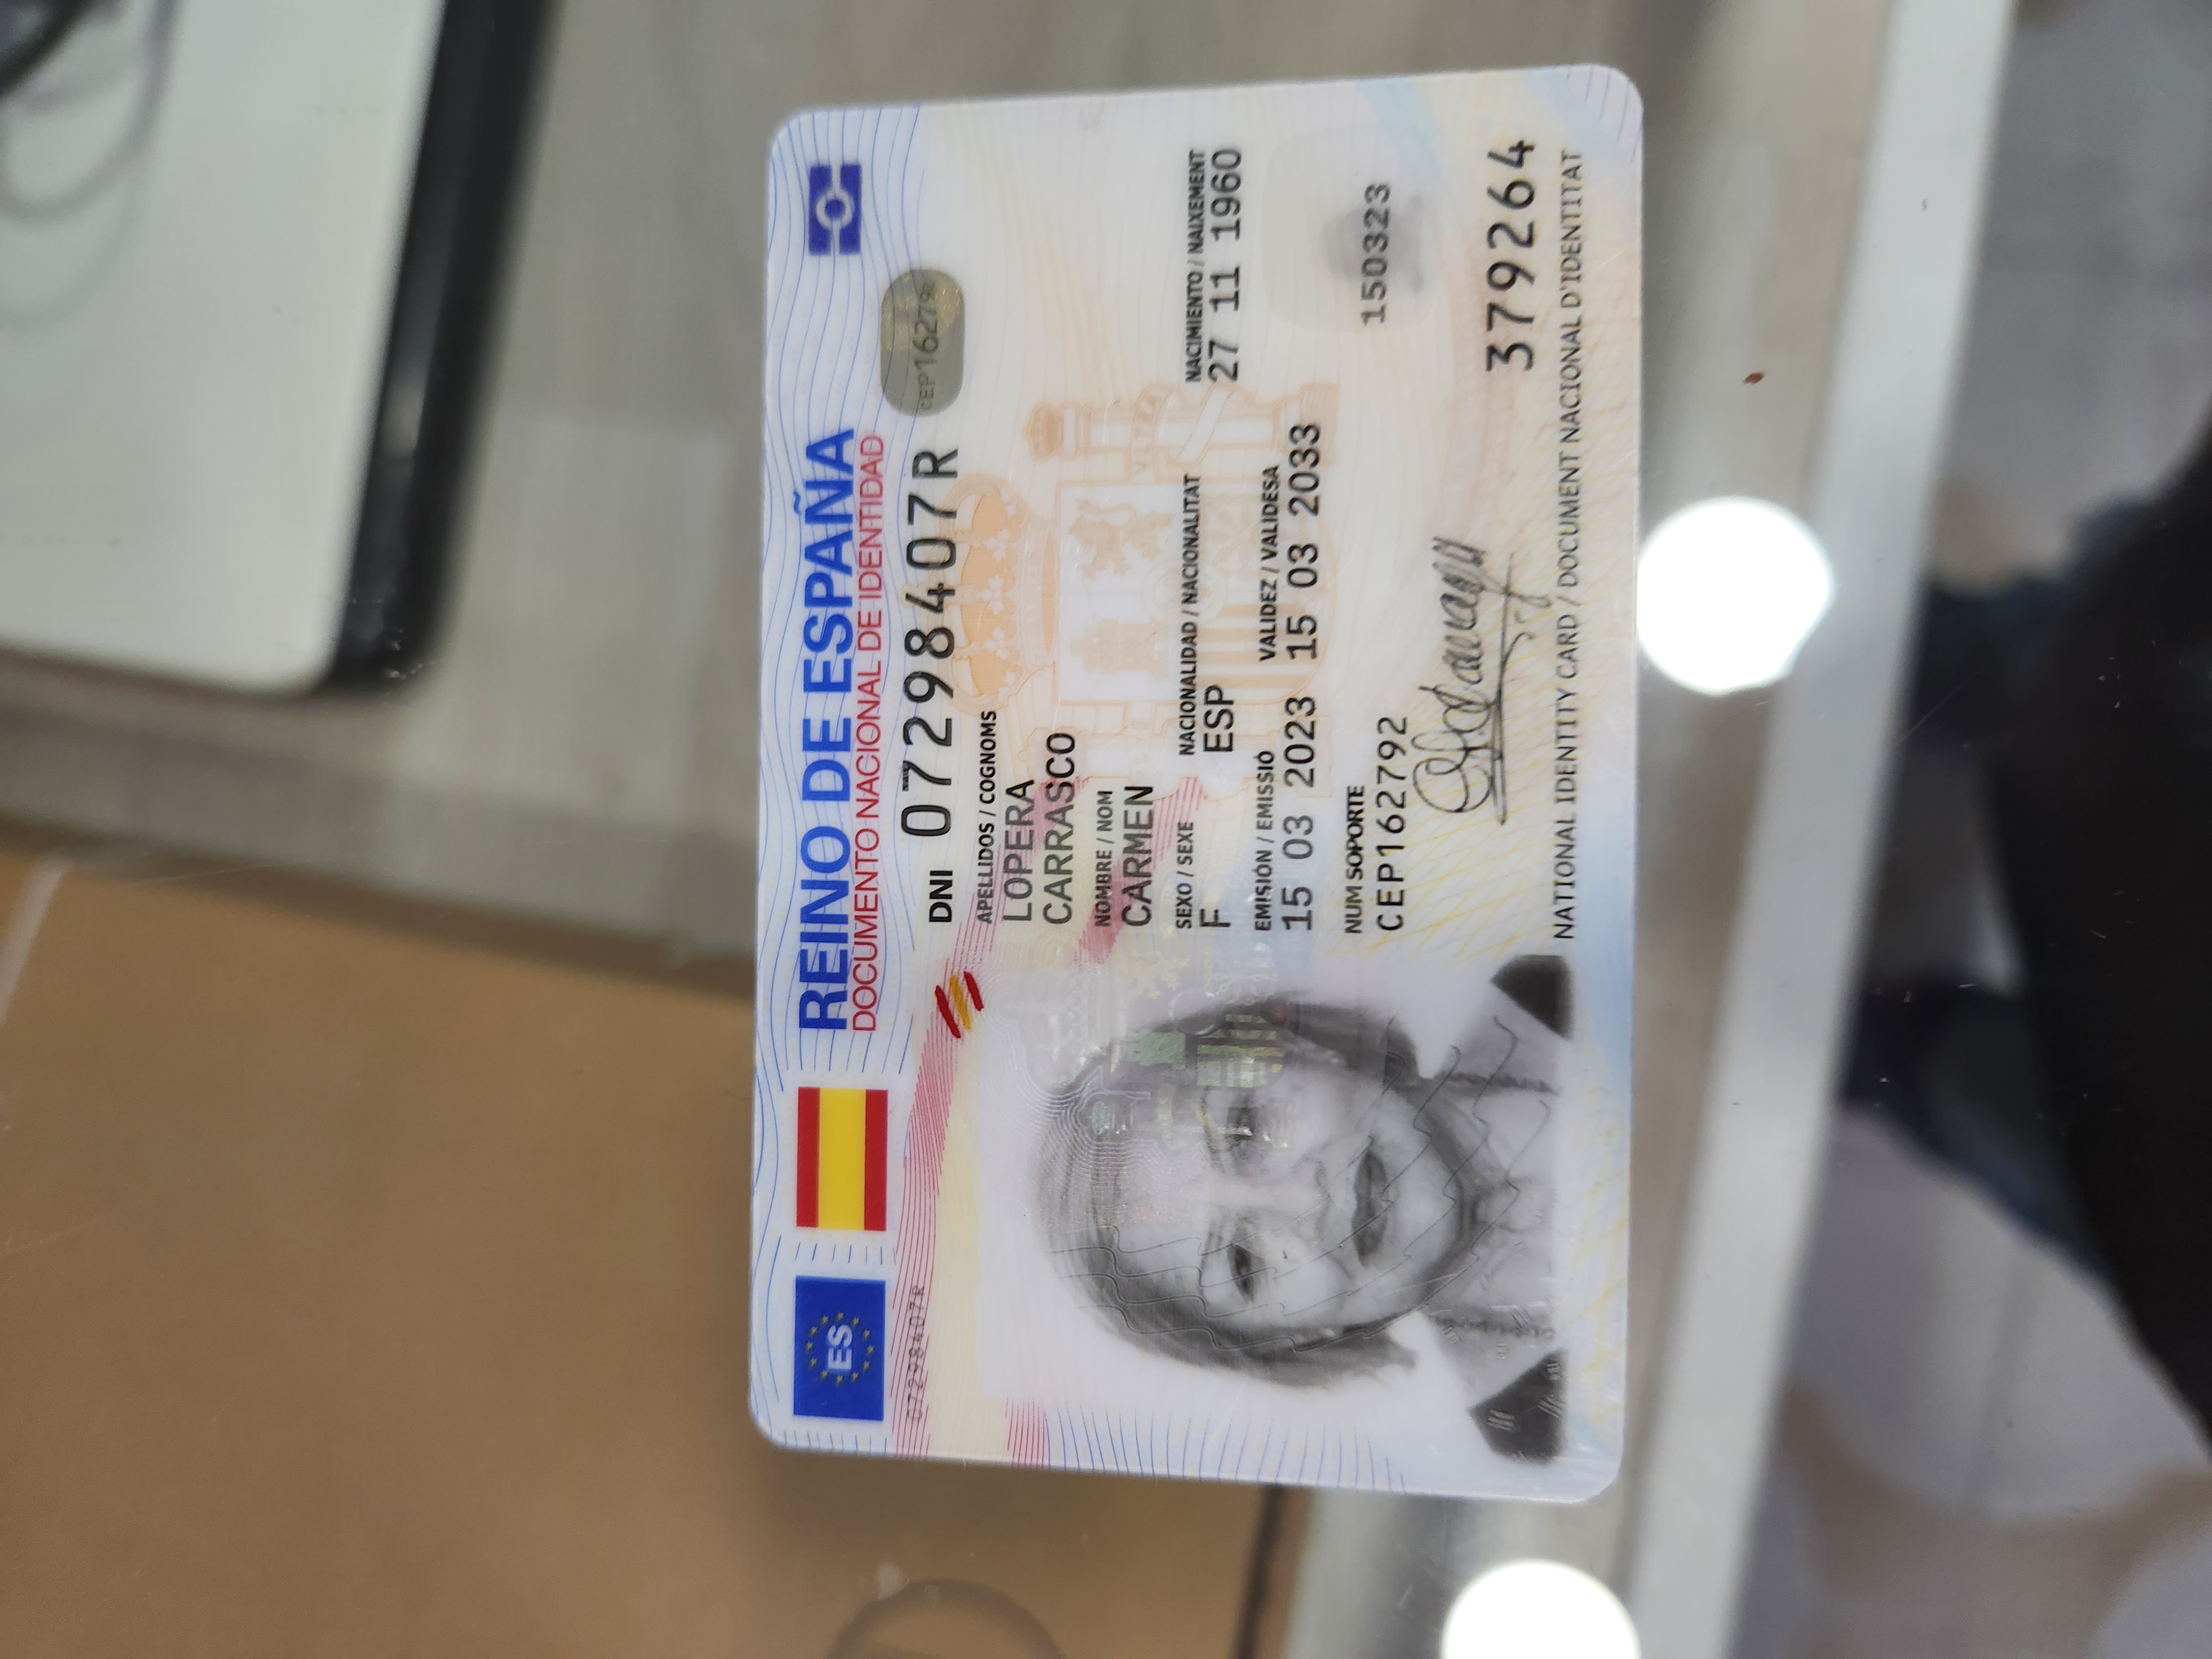 ES
REINO DE ESPAÑA
DOCUMENTO NACIONAL DE IDENTIDAD
07298407R
DNI 07298407R
CEP162792
APELLIDOS / COGNOMS
LOPERA
CARRASCO
NOMBRE / NOM
CARMEN
SEXO / SEXE NACIONALIDAD / NACIONALITAT NACIMIENTO / NAIXEMENT
F ESP 27 11 1960
EMISIÓN / EMISSIÓ VALIDEZ / VALIDESA
15 03 2023 15 03 2033
NUM SOPORTE
CEP162792
150323
379264
NATIONAL IDENTITY CARD / DOCUMENT NACIONAL D'IDENTITAT